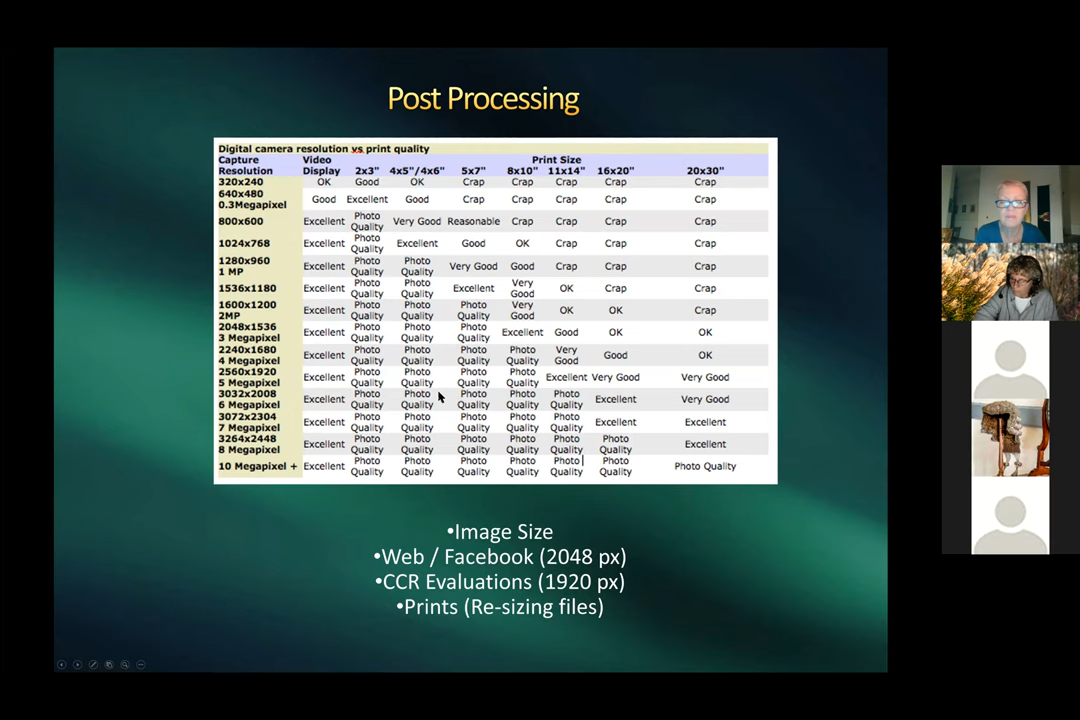 Post Processing
Digital camera resolution vs print quality
Capture Resolution Video Display Print Size
2x3" 4x5"/4x6" 5x7" 8x10" 11x14" 16x20" 20x30"
320x240 OK Good OK Crap Crap Crap Crap Crap
640x480 0.3Megapixel Good Excellent Good Crap Crap Crap Crap Crap
800x600 Excellent Photo Quality Very Good Reasonable Crap Crap Crap Crap
1024x768 Excellent Photo Quality Excellent Good OK Crap Crap Crap
1280x960 1 MP Excellent Photo Quality Photo Quality Very Good Good Crap Crap Crap
1536x1180 Excellent Photo Quality Photo Quality Excellent Very Good OK Crap Crap
1600x1200 2MP Excellent Photo Quality Photo Quality Photo Quality Very Good OK OK Crap
2048x1536 3 Megapixel Excellent Photo Quality Photo Quality Photo Quality Excellent Good OK OK
2240x1680 4 Megapixel Excellent Photo Quality Photo Quality Photo Quality Photo Quality Very Good Good OK
2560x1920 5 Megapixel Excellent Photo Quality Photo Quality Photo Quality Photo Quality Excellent Very Good Very Good
3032x2008 6 Megapixel Excellent Photo Quality Photo Quality Photo Quality Photo Quality Photo Quality Excellent Very Good
3072x2304 7 Megapixel Excellent Photo Quality Photo Quality Photo Quality Photo Quality Photo Quality Excellent Excellent
3264x2448 8 Megapixel Excellent Photo Quality Photo Quality Photo Quality Photo Quality Photo Quality Photo Quality Excellent
10 Megapixel + Excellent Photo Quality Photo Quality Photo Quality Photo Quality Photo Quality Photo Quality Photo Quality
•Image Size
•Web / Facebook (2048 px)
•CCR Evaluations (1920 px)
•Prints (Re-sizing files)